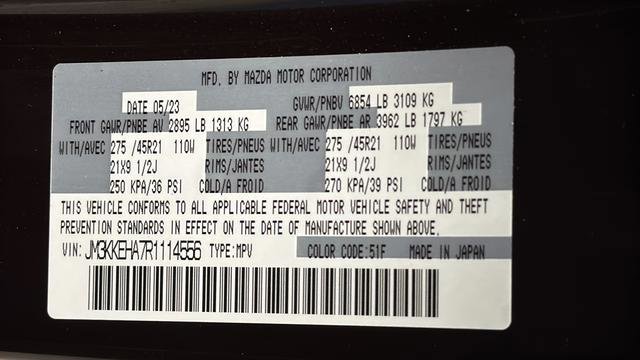 MFD. BY MAZDA MOTOR CORPORATION
DATE 05/23 GVWR/PNBV 6854 LB 3109 KG
FRONT GAWR/PNBE AV 2895 LB 1313 KG REAR GAWR/PNBE AR 3962 LB 1797 KG
WITH/AVEC 275 /45R21 110W TIRES/PNEUS WITH/AVEC 275 /45R21 110W TIRES/PNEUS
21X9 1/2J RIMS/JANTES 21X9 1/2J RIMS/JANTES
250 KPA/36 PSI COLD/A FROID 270 KPA/39 PSI COLD/A FROID
THIS VEHICLE CONFORMS TO ALL APPLICABLE FEDERAL MOTOR VEHICLE SAFETY AND THEFT
PREVENTION STANDARDS IN EFFECT ON THE DATE OF MANUFACTURE SHOWN ABOVE.
VIN: JM3KKEHA7R1114556 TYPE:MPV COLOR CODE:51F MADE IN JAPAN